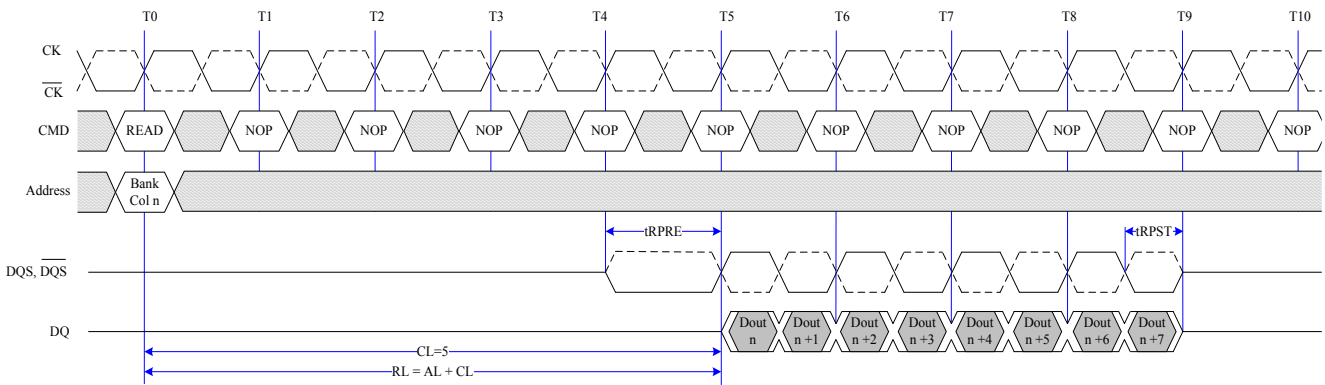 T0 T1 T2 T3 T4 T5 T6 T7 T8 T9 T10
CK
CK
CMD READ NOP NOP NOP NOP NOP NOP NOP NOP NOP NOP
Address Bank
Col n
tRPRE tRPST
DQS, DQS
DQ Dout Dout Dout Dout Dout Dout Dout Dout
n n +1 n +2 n +3 n +4 n +5 n +6 n +7
CL=5
RL = AL + CL